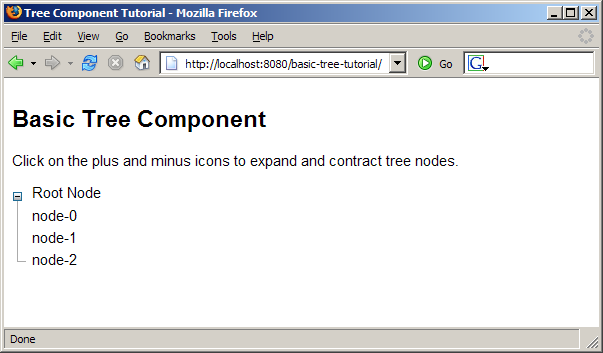 Tree Component Tutorial - Mozilla Firefox
File Edit View Go Bookmarks Tools Help
http://localhost:8080/basic-tree-tutorial/ Go G
Basic Tree Component
Click on the plus and minus icons to expand and contract tree nodes.
Root Node
node-0
node-1
node-2
Done